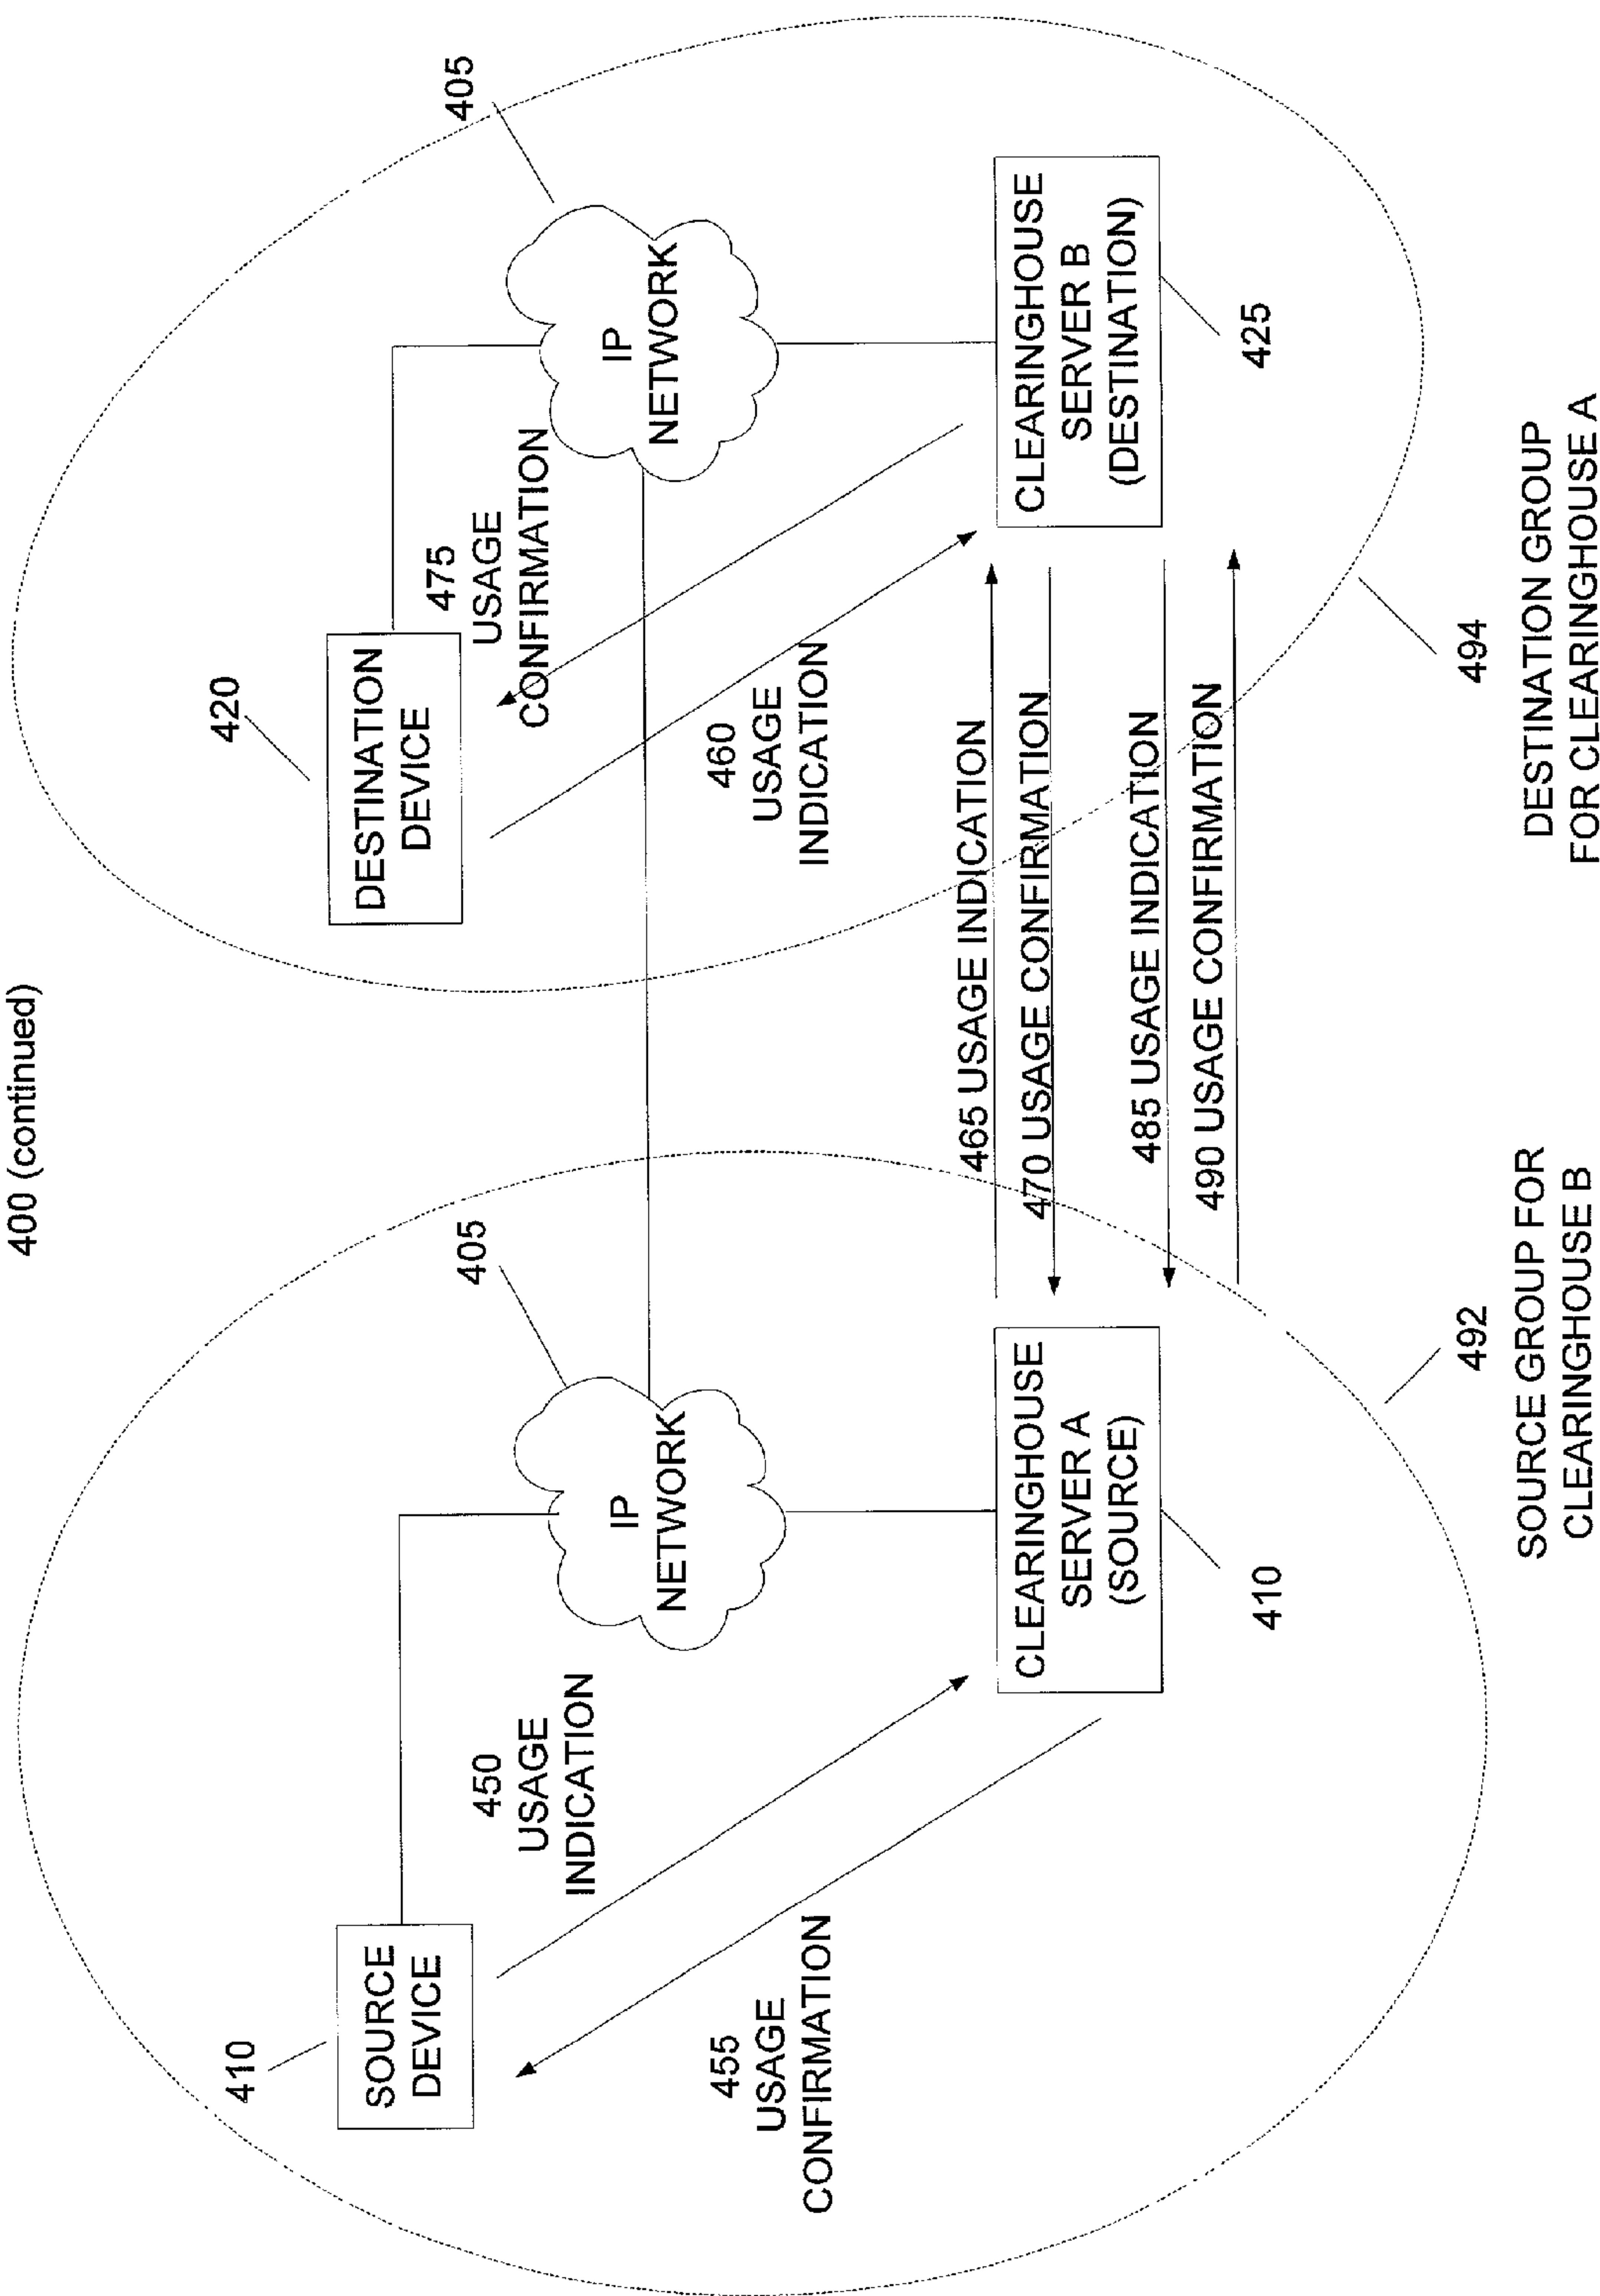 400 (continued)
410
SOURCE
DEVICE
450
USAGE
INDICATION
455
USAGE
CONFIRMATION
405
IP
NETWORK
CLEARINGHOUSE
SERVER A
(SOURCE)
410
420
DESTINATION
DEVICE
475
USAGE
CONFIRMATION
460
USAGE
INDICATION
405
IP
NETWORK
CLEARINGHOUSE
SERVER B
(DESTINATION)
425
465 USAGE INDICATION
470 USAGE CONFIRMATION
485 USAGE INDICATION
490 USAGE CONFIRMATION
492
SOURCE GROUP FOR
CLEARINGHOUSE B
494
DESTINATION GROUP
FOR CLEARINGHOUSE A